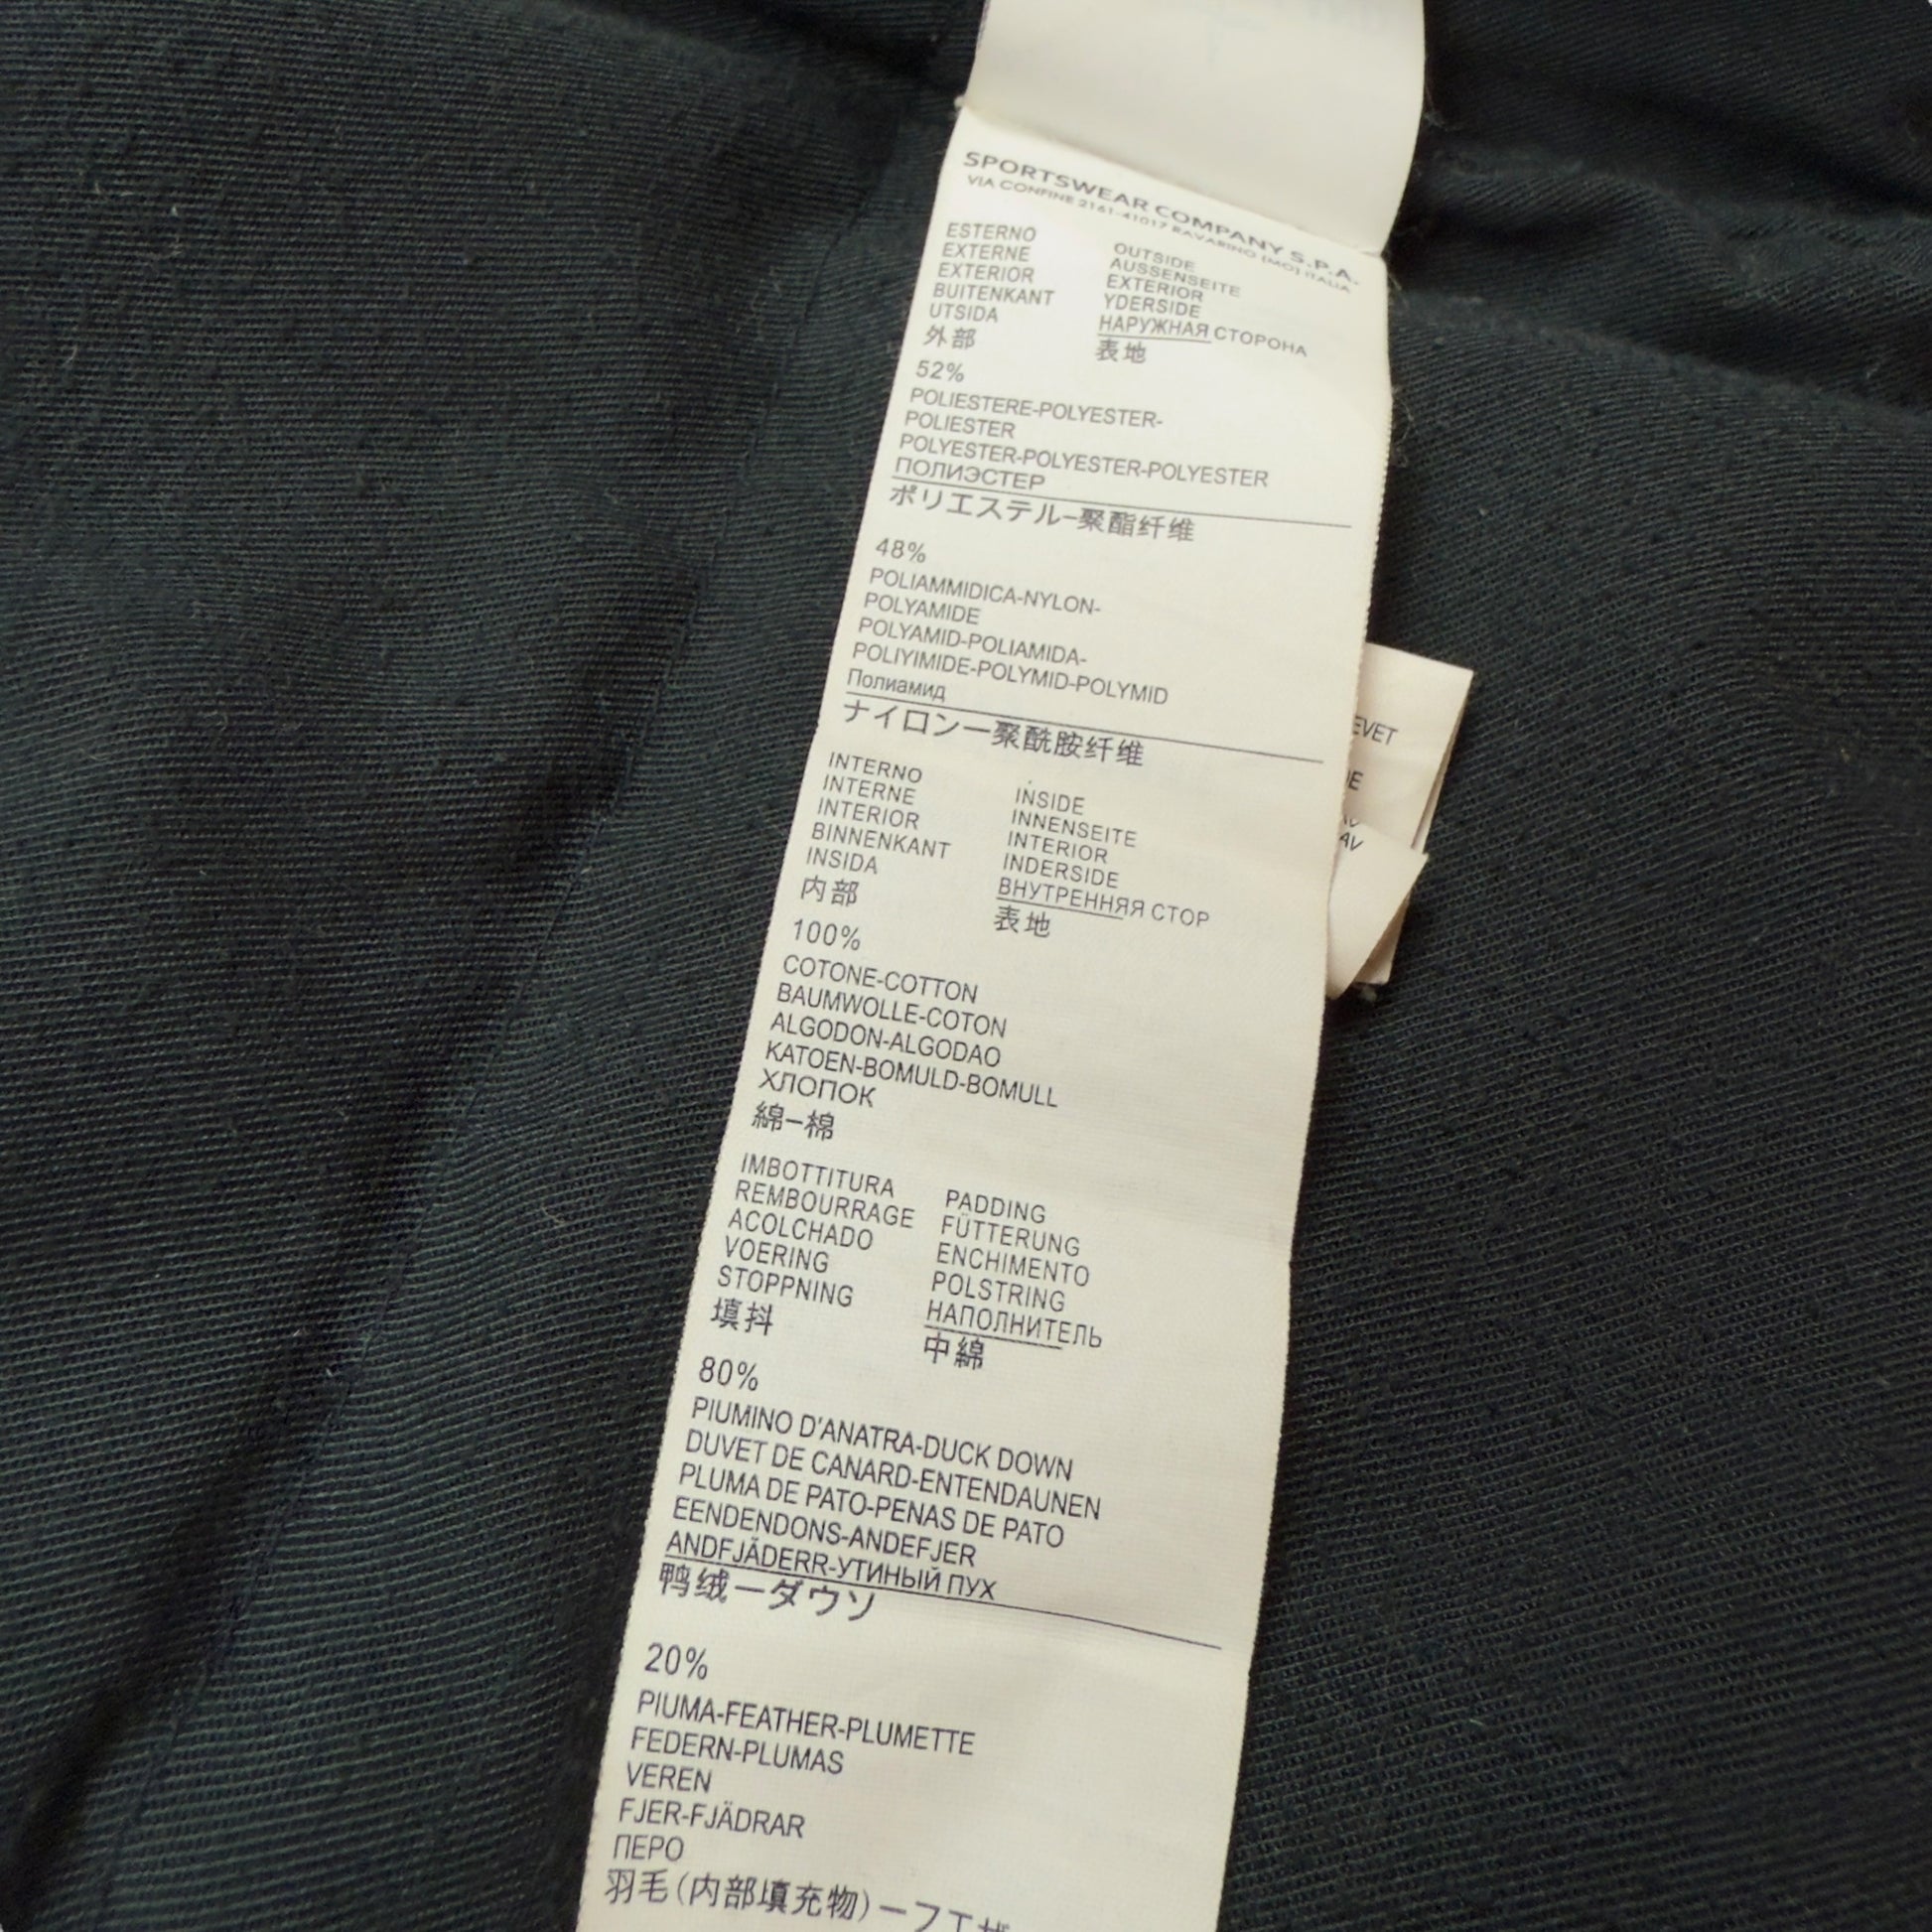 SPORTSWEAR COMPANY S.P.A.
VIA CONFINE 2161-41017 RAVARINO (MO) ITALIA
ESTERNO OUTSIDE
EXTERNE AUSSENSEITE
EXTERIOR EXTERIOR
BUITENKANT YDERSIDE
UTSIDA НАРУЖНАЯ СТОРОНА
外部 表地
52%
POLIESTERE-POLYESTER-
POLIESTER
POLYESTER-POLYESTER-POLYESTER
ПОЛИЭСТЕР
ポリエステル-聚酯纤维
48%
POLIAMMIDICA-NYLON-
POLYAMIDE
POLYAMID-POLIAMIDA-
POLIYIMIDE-POLYMID-POLYMID
Полиамид
ナイロン一聚酰胺纤维
INTERNO INSIDE
INTERNE INNENSEITE
INTERIOR INTERIOR
BINNENKANT INDERSIDE
INSIDA ВНУТРЕННЯЯ СТОР
内部 表地
100%
COTONE-COTTON
BAUMWOLLE-COTON
ALGODON-ALGODAO
KATOEN-BOMULD-BOMULL
ХЛОПОК
綿-棉
IMBOTTITURA PADDING
REMBOURRAGE FÜTTERUNG
ACOLCHADO ENCHIMENTO
VOERING POLSTRING
STOPPNING НАПОЛНИТЕЛЬ
填抖 中綿
80%
PIUMINO D'ANATRA-DUCK DOWN
DUVET DE CANARD-ENTENDAUNEN
PLUMA DE PATO-PENAS DE PATO
EENDENDONS-ANDEFJER
ANDFJÄDERR-УТИНЫЙ ПУХ
鸭绒一ダウソ
20%
PIUMA-FEATHER-PLUMETTE
FEDERN-PLUMAS
VEREN
FJER-FJÄDRAR
ПЕРО
羽毛(内部填充物)一フエザ
EVET
AV